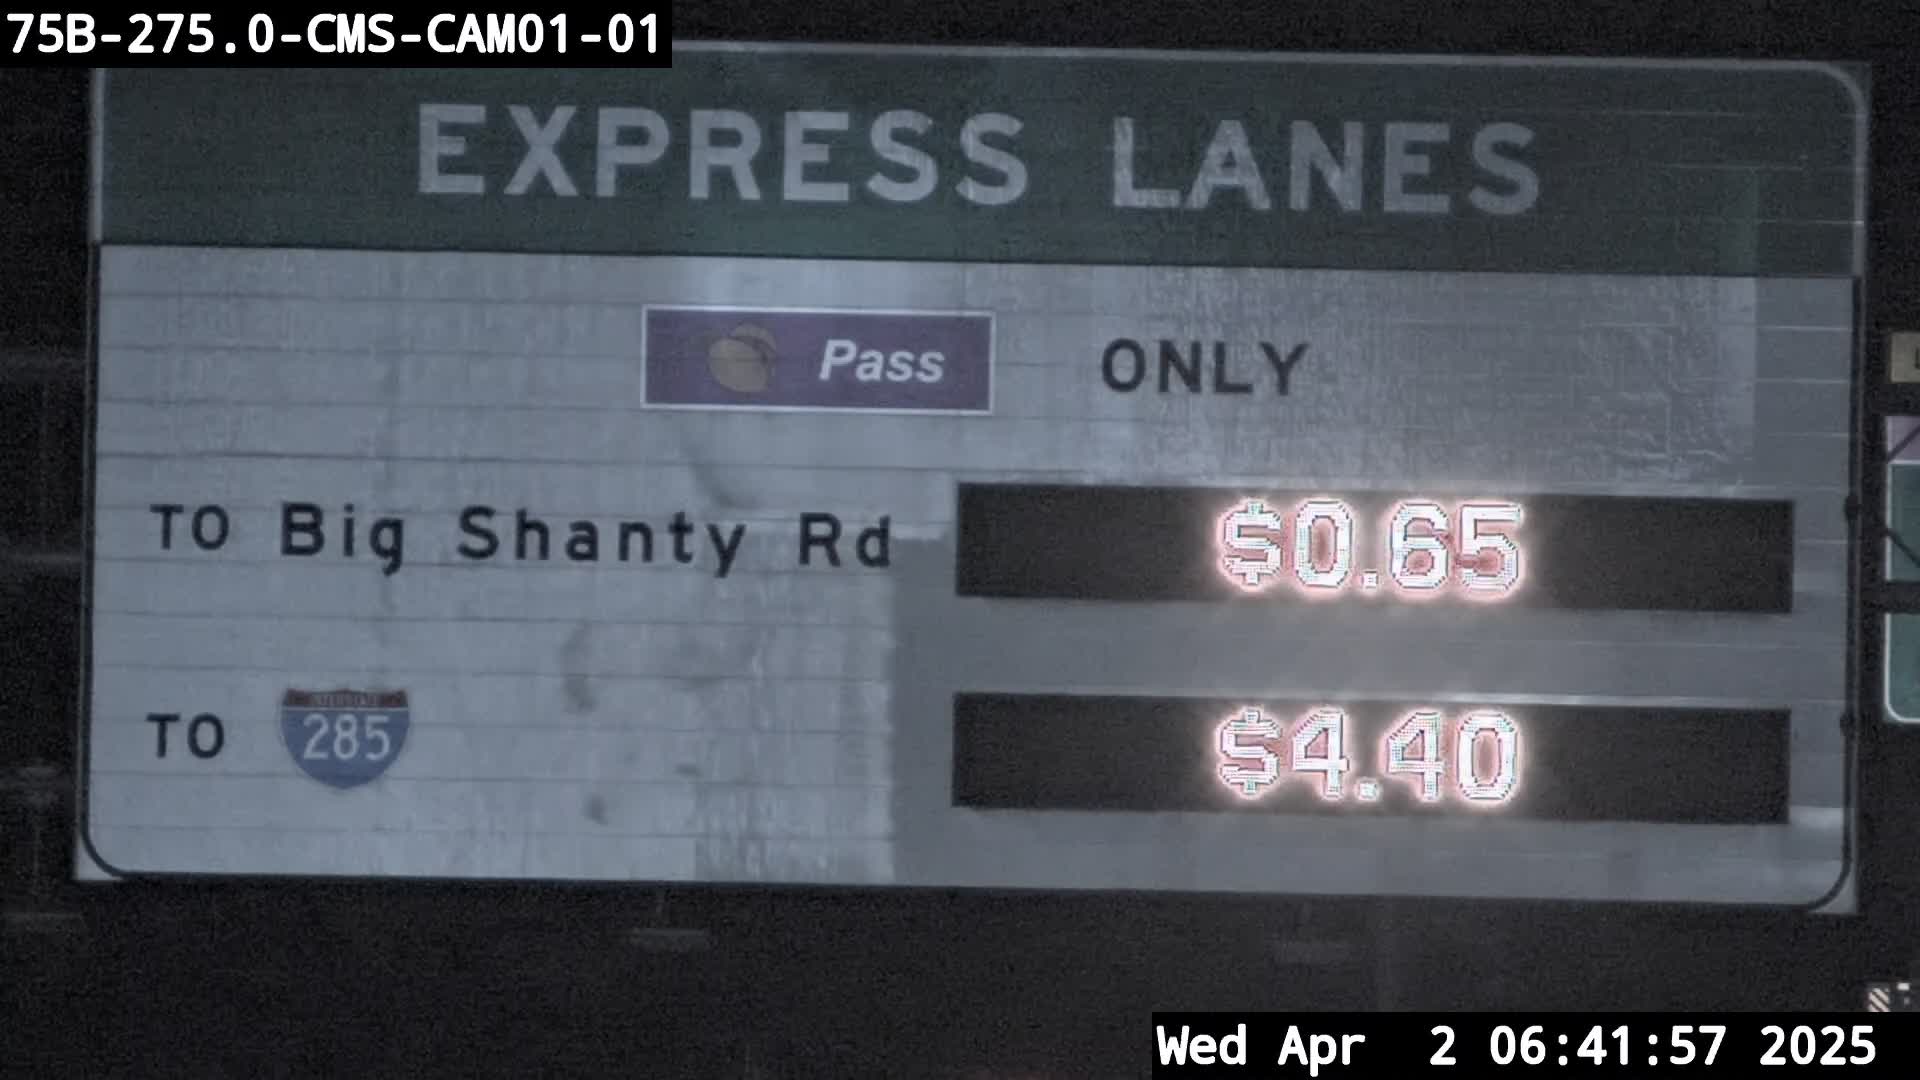 75B-275.0-CMS-CAM01-01
EXPRESS LANES
Pass ONLY
TO Big Shanty Rd $0.65
INTERSTATE
TO 285 $4.40
Wed Apr 2 06:41:57 2025